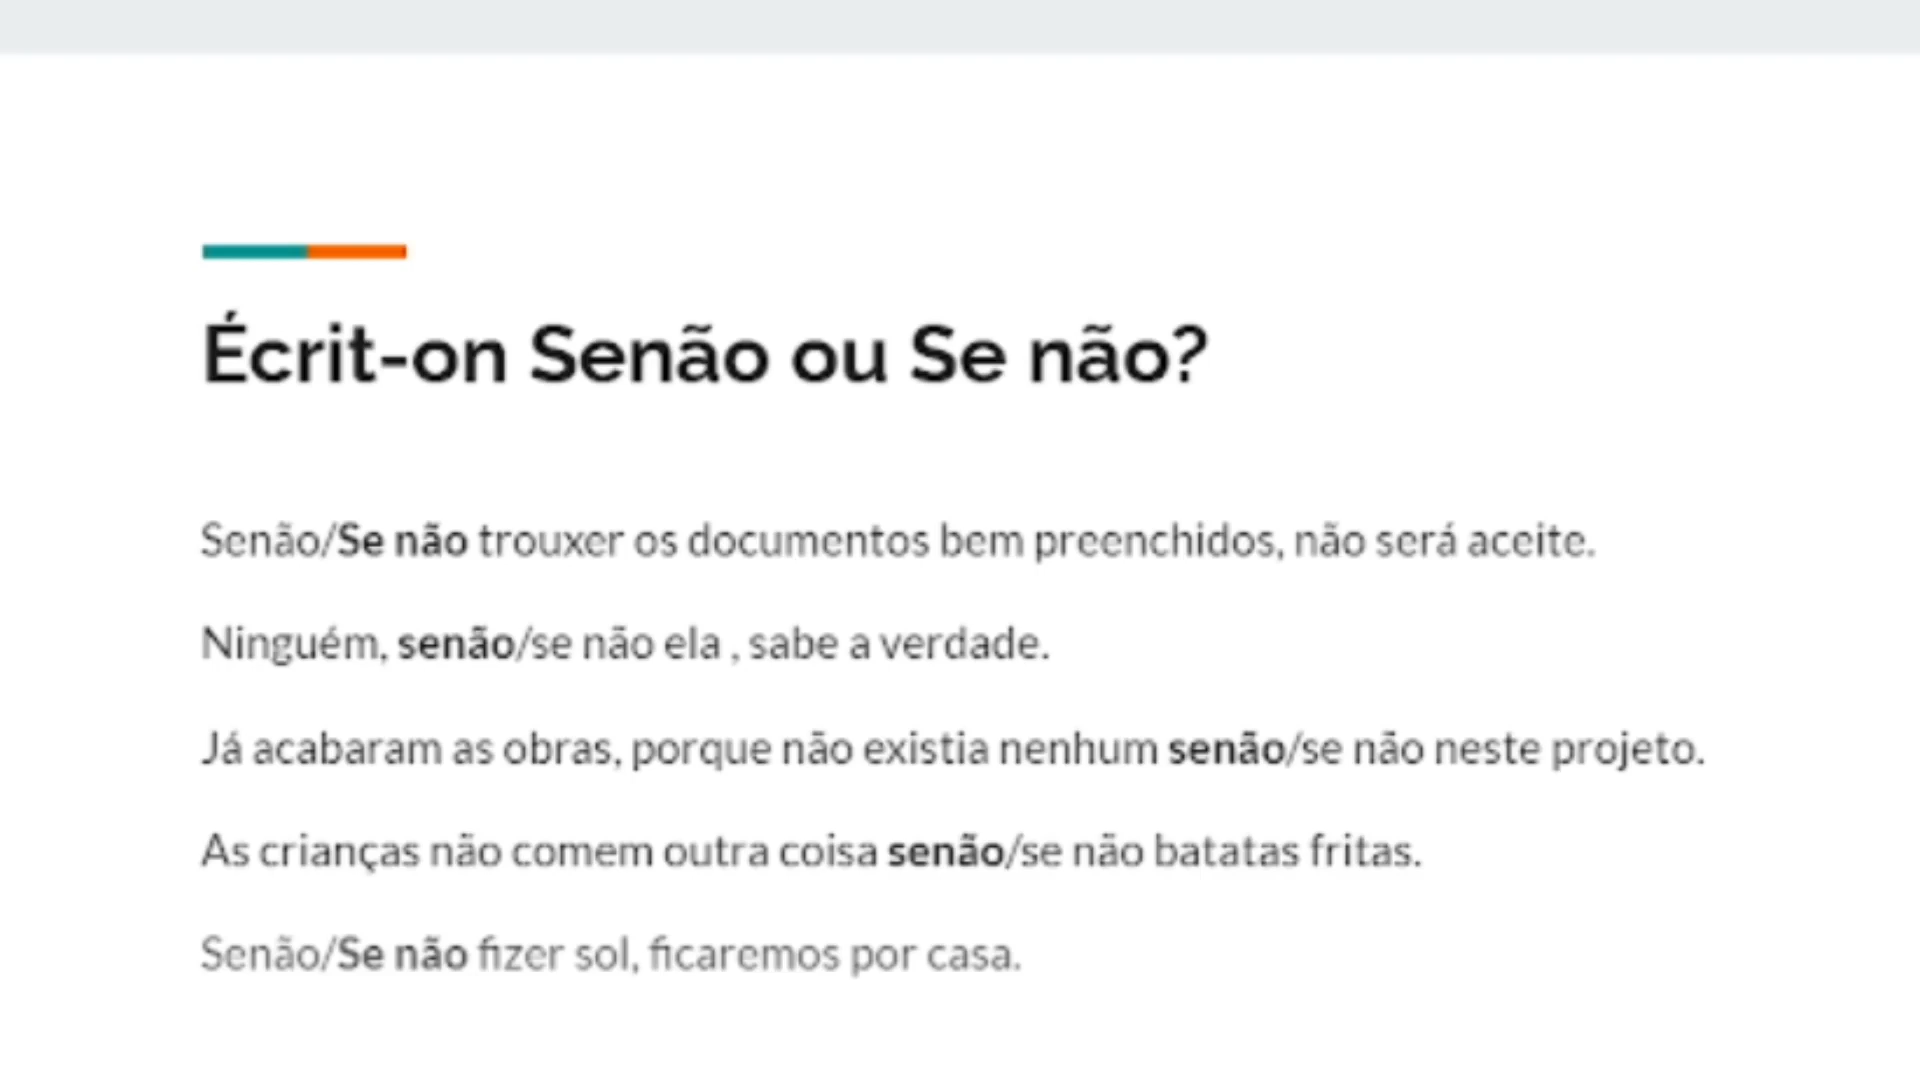 Écrit-on Senão ou Se não?
Senão/Se não trouxer os documentos bem preenchidos, não será aceite.
Ninguém, senão/se não ela , sabe a verdade.
Já acabaram as obras, porque não existia nenhum senão/se não neste projeto.
As crianças não comem outra coisa senão/se não batatas fritas.
Senão/Se não fizer sol, ficaremos por casa.